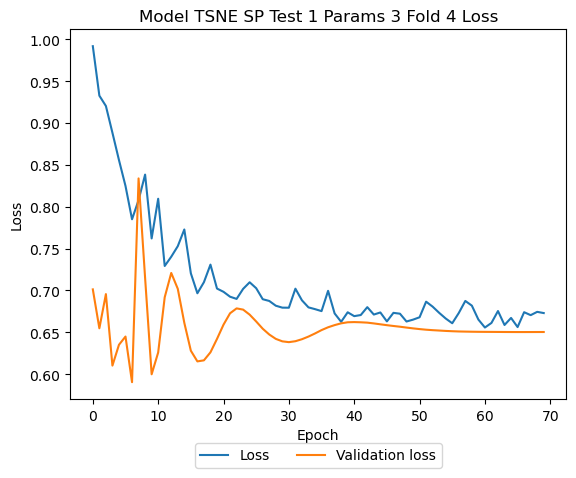 Model TSNE SP Test 1 Params 3 Fold 4 Loss
1.00
0.95
0.90
0.85
0.80
0.75
0.70
0.65
0.60
Loss
0 10 20 30 40 50 60 70
Epoch
Loss Validation loss